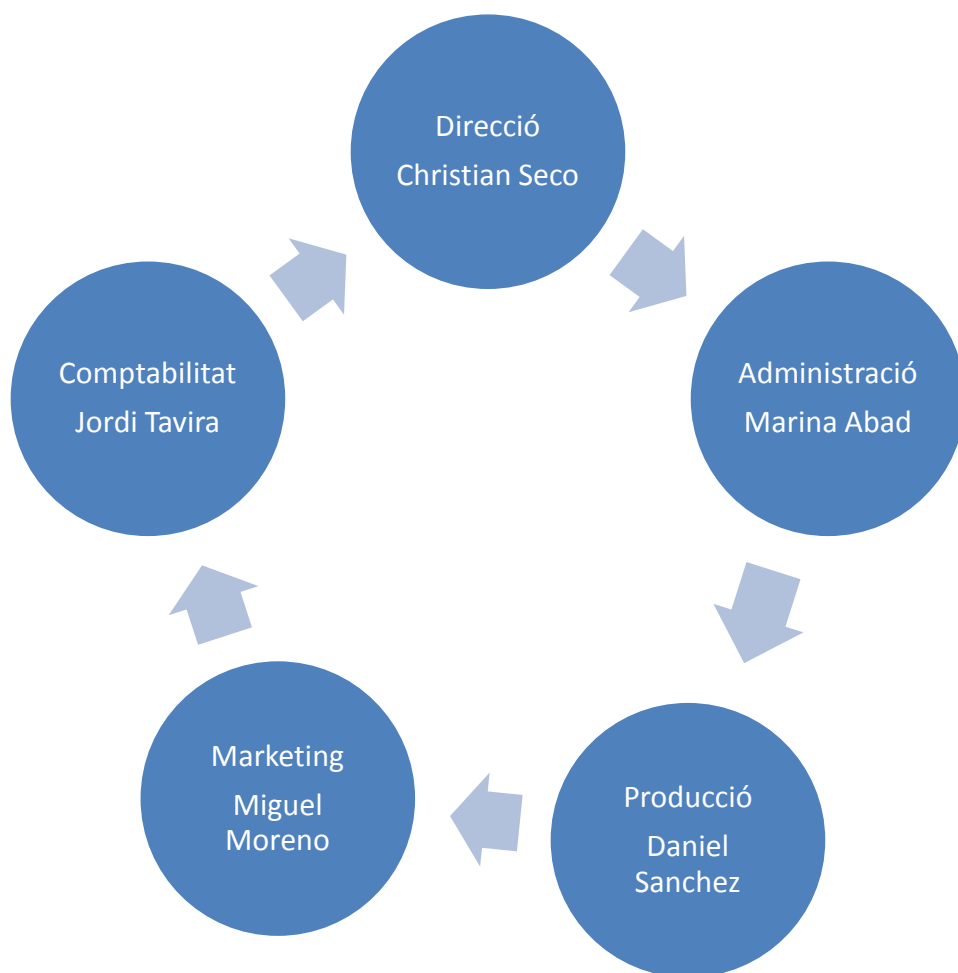 Direcció
Christian Seco
Administració
Marina Abad
Producció
Daniel
Sanchez
Marketing
Miguel
Moreno
Comptabilitat
Jordi Tavira